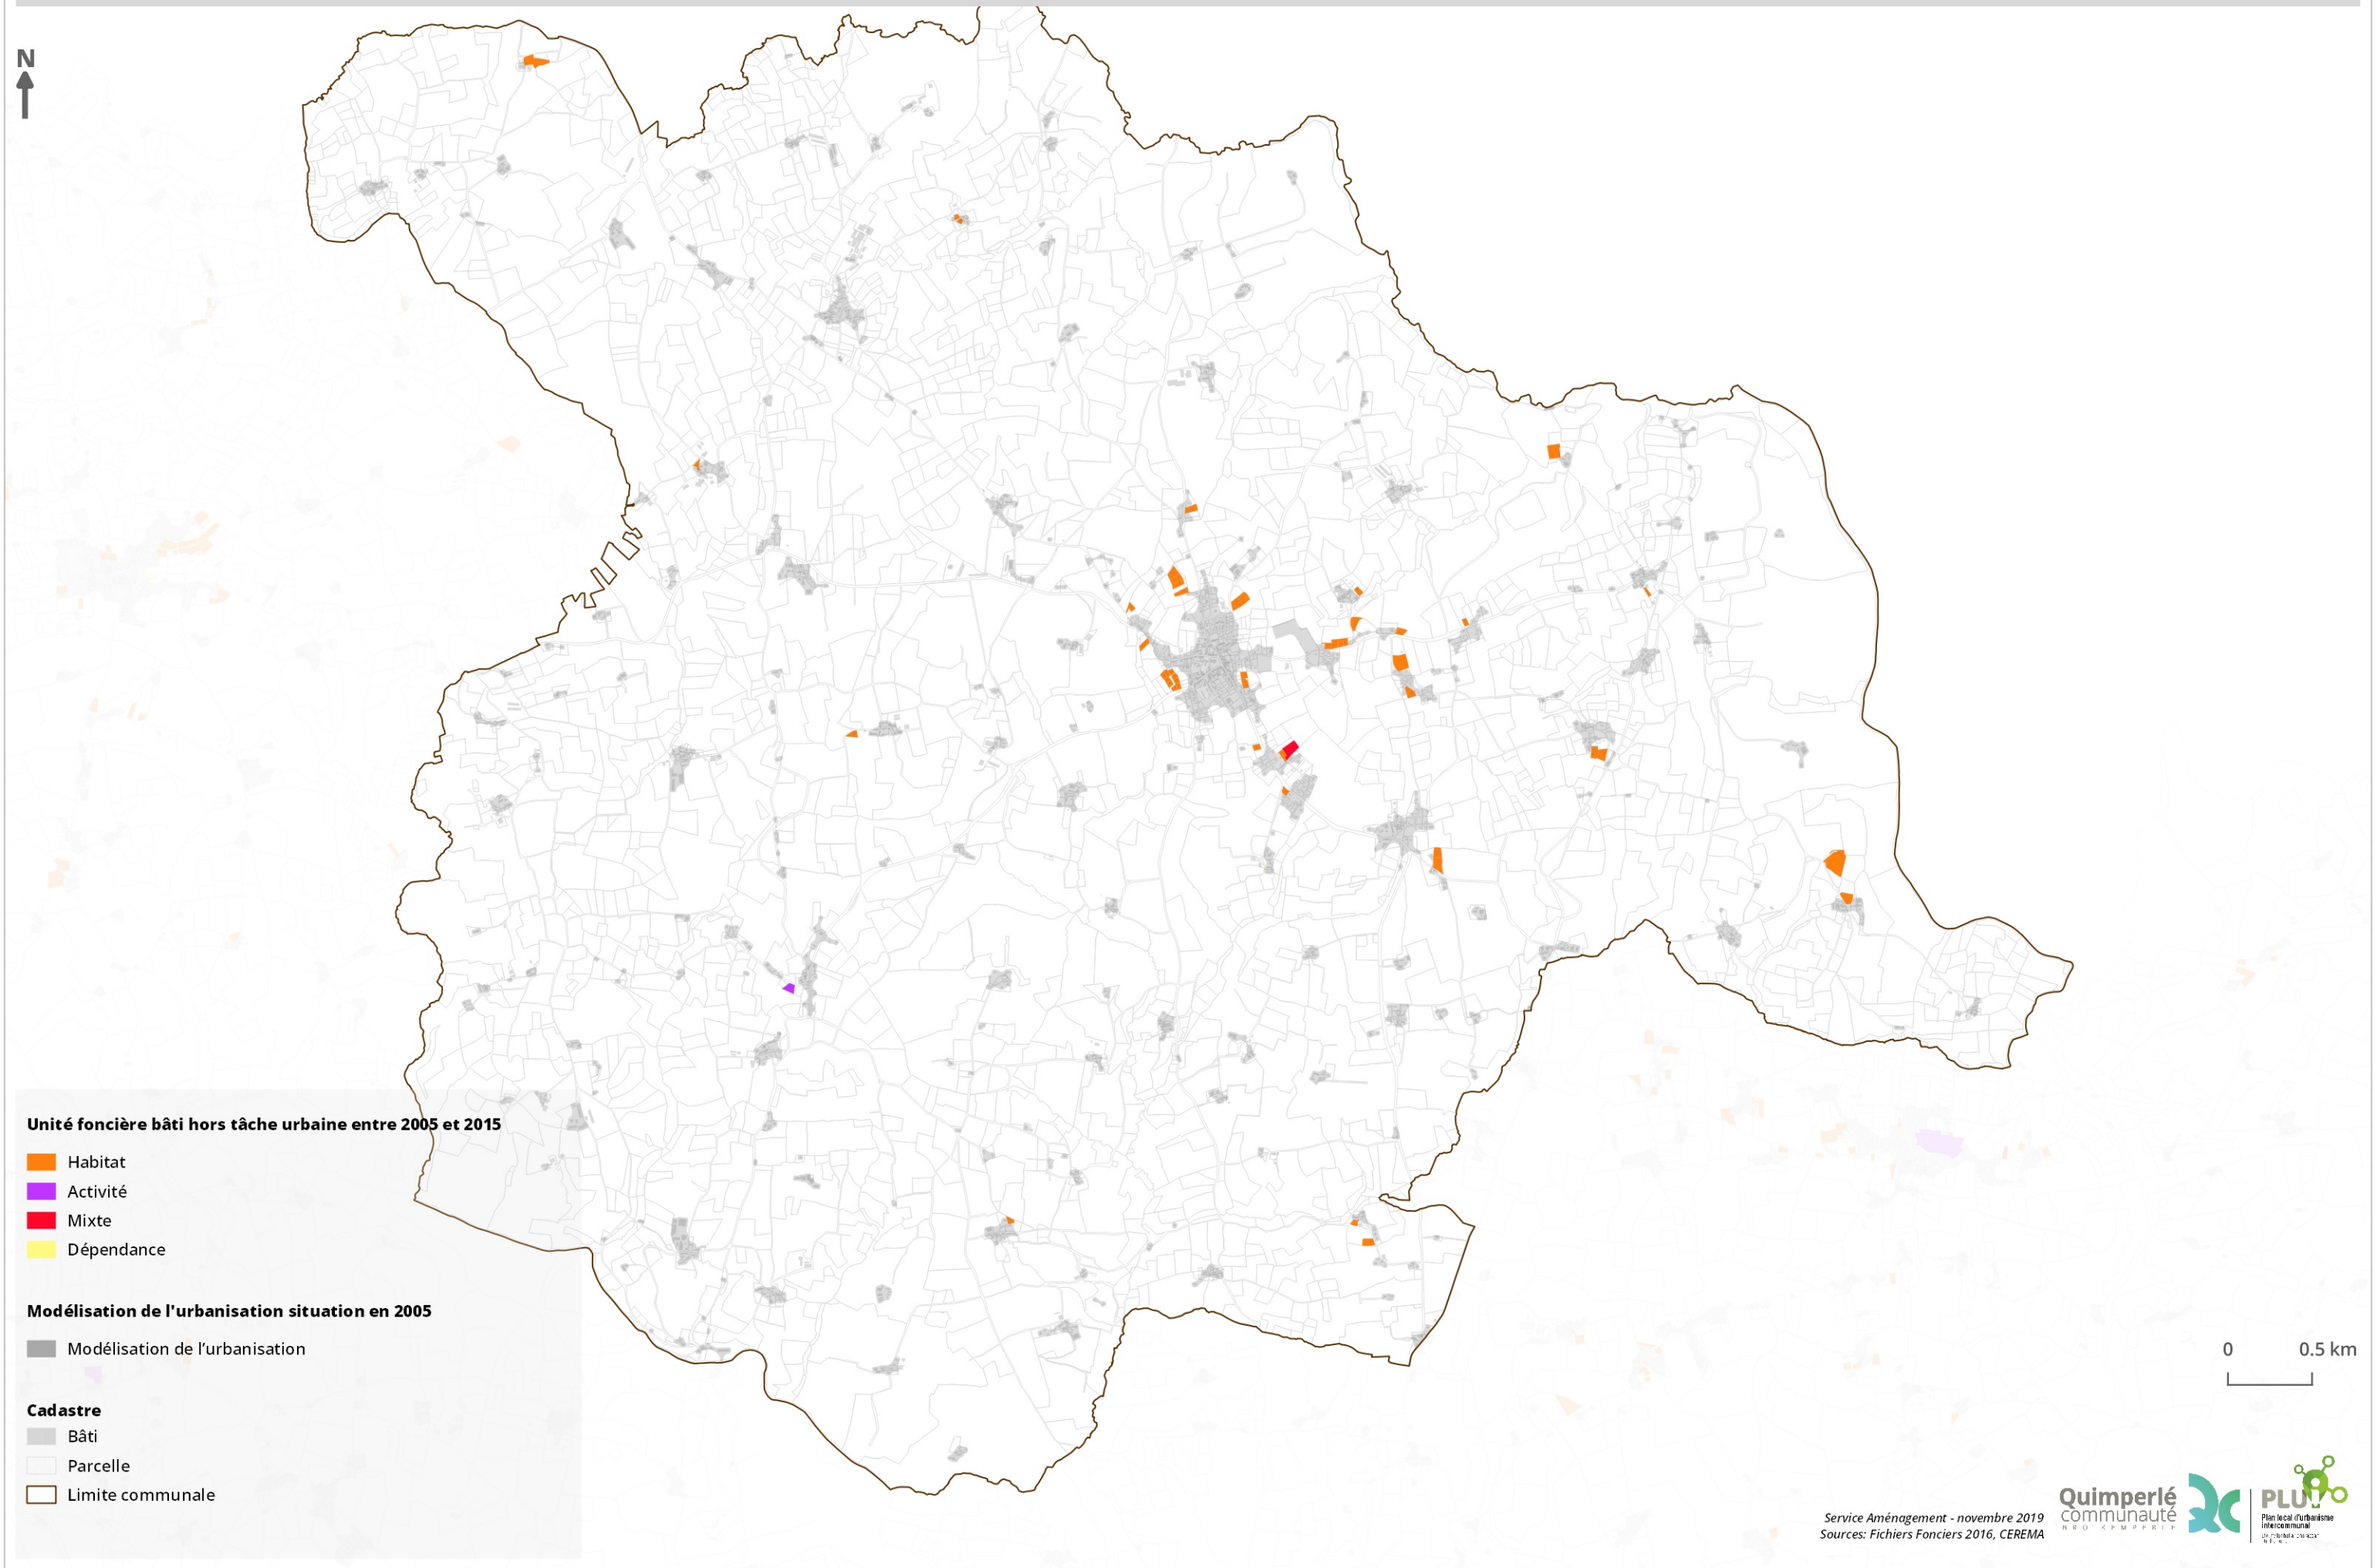 N
Unité foncière bâti hors tâche urbaine entre 2005 et 2015
Habitat
Activité
Mixte
Dépendance
Modélisation de l'urbanisation situation en 2005
Modélisation de l’urbanisation
Cadastre
Bâti
Parcelle
Limite communale
0 0.5 km
Service Aménagement - novembre 2019
Sources: Fichiers Fonciers 2016, CEREMA
Quimperlé
communauté
PLUi
Plan local d'urbanisme
intercommunal